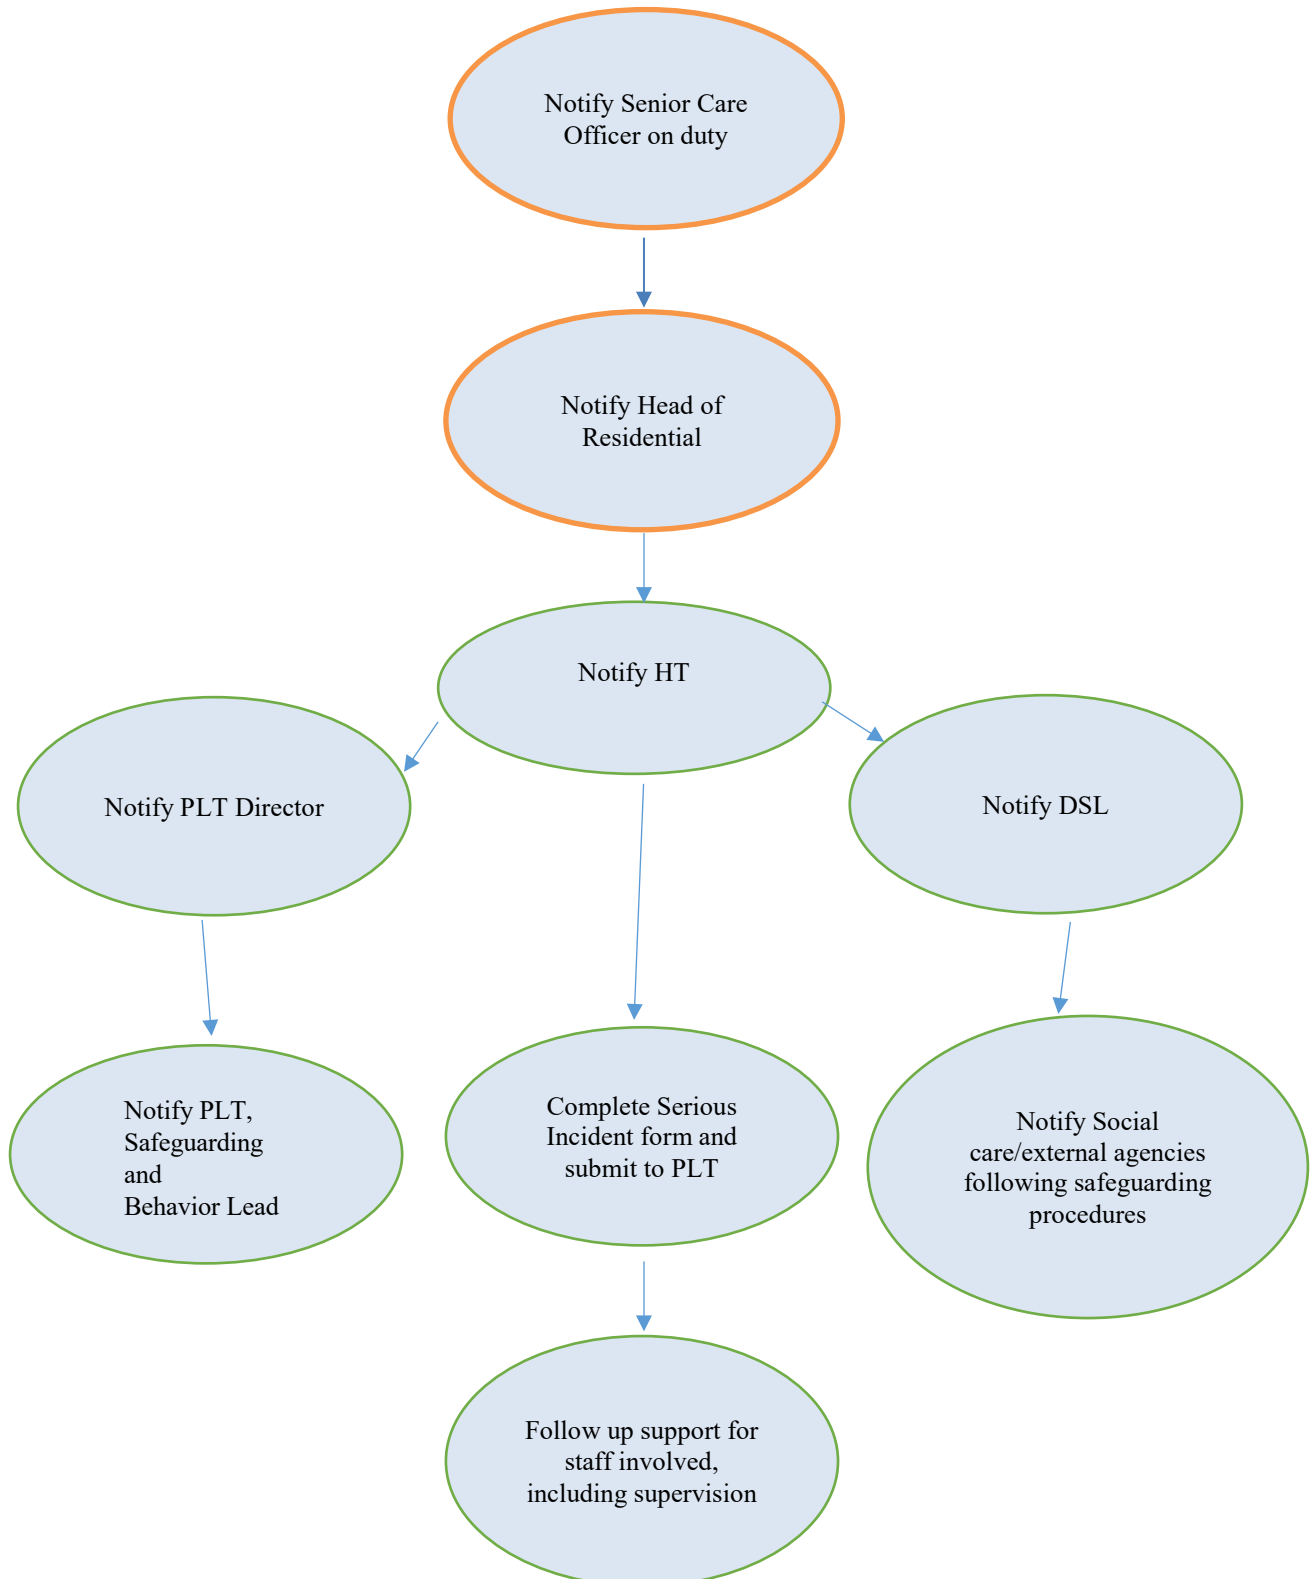 Notify Senior Care
Officer on duty
Notify Head of
Residential
Notify HT
Notify PLT Director
Notify DSL
Notify PLT,
Safeguarding
and
Behavior Lead
Complete Serious
Incident form and
submit to PLT
Notify Social
care/external agencies
following safeguarding
procedures
Follow up support for
staff involved,
including supervision